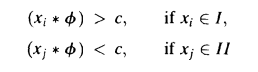 (x_i * ϕ) > c, if x_i ∈ I,
(x_j * ϕ) < c, if x_j ∈ II